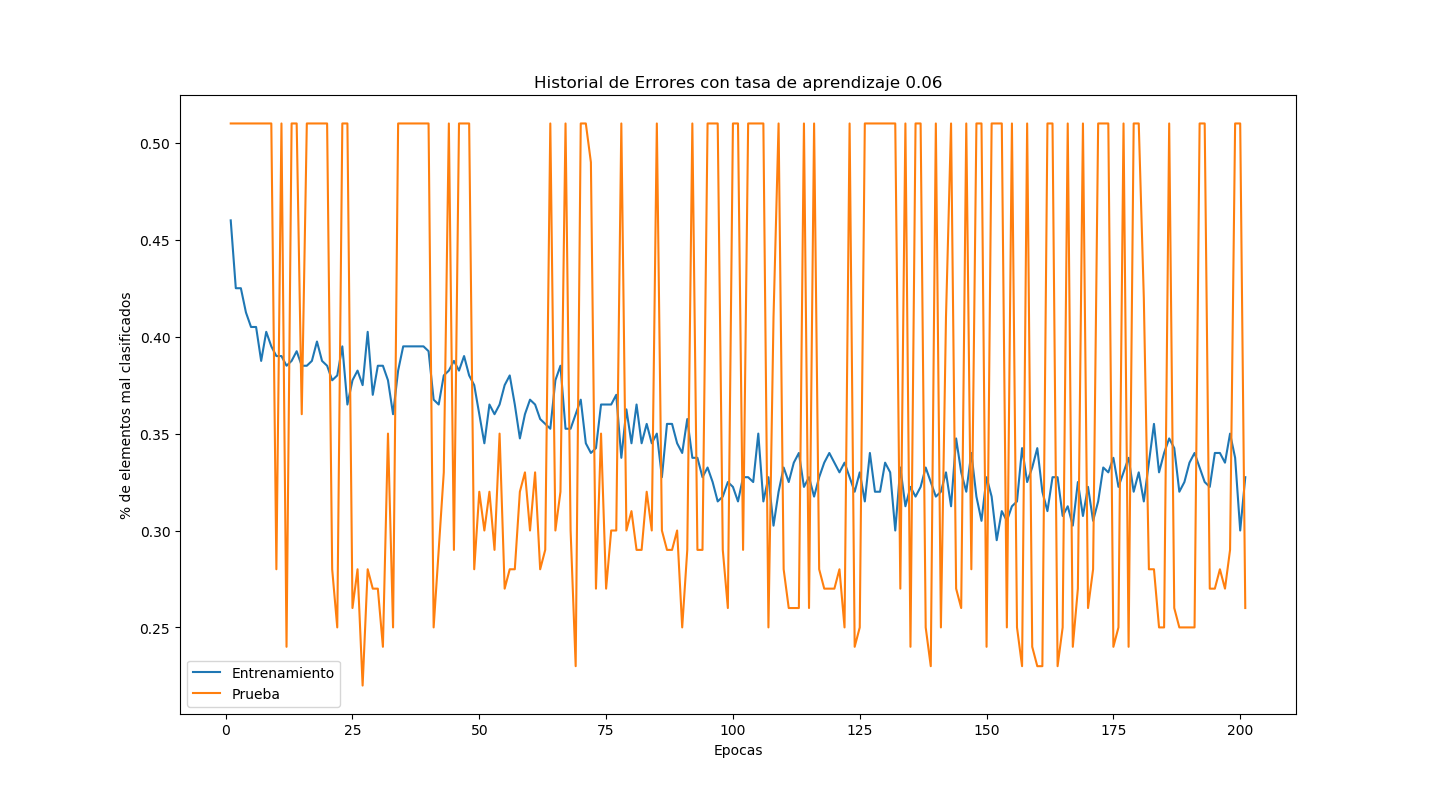 Historial de Errores con tasa de aprendizaje 0.06
% de elementos mal clasificados
0.50
0.45
0.40
0.35
0.30
0.25
Entrenamiento
Prueba
0 25 50 75 100 125 150 175 200
Epocas